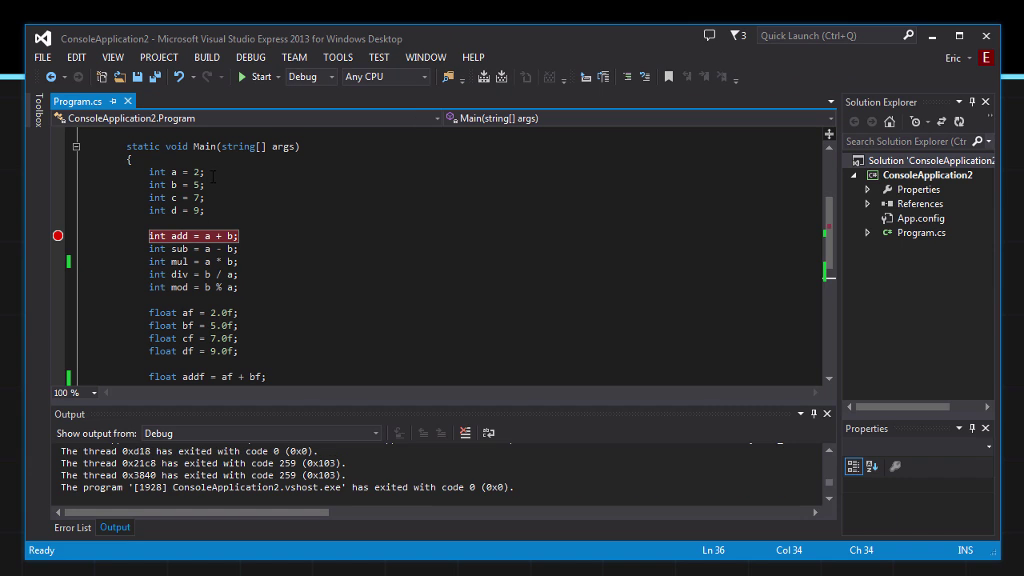 ConsoleApplication2 - Microsoft Visual Studio Express 2013 for Windows Desktop
3
Quick Launch (Ctrl+Q)
FILE EDIT VIEW PROJECT BUILD DEBUG TEAM TOOLS TEST WINDOW HELP
Eric E
Start Debug Any CPU
Toolbox
Program.cs
ConsoleApplication2.Program
Main(string[] args)
static void Main(string[] args)
{
int a = 2;
int b = 5;
int c = 7;
int d = 9;
int add = a + b;
int sub = a - b;
int mul = a * b;
int div = b / a;
int mod = b % a;
float af = 2.0f;
float bf = 5.0f;
float cf = 7.0f;
float df = 9.0f;
float addf = af + bf;
100 %
Output
Show output from: Debug
The thread 0xd18 has exited with code 0 (0x0).
The thread 0x21c8 has exited with code 259 (0x103).
The thread 0x3840 has exited with code 259 (0x103).
The program '[1928] ConsoleApplication2.vshost.exe' has exited with code 0 (0x0).
Error List Output
Solution Explorer
Search Solution Explorer (Ctrl
Solution 'ConsoleApplication2
ConsoleApplication2
Properties
References
App.config
Program.cs
Properties
Ready
Ln 36 Col 34 Ch 34 INS